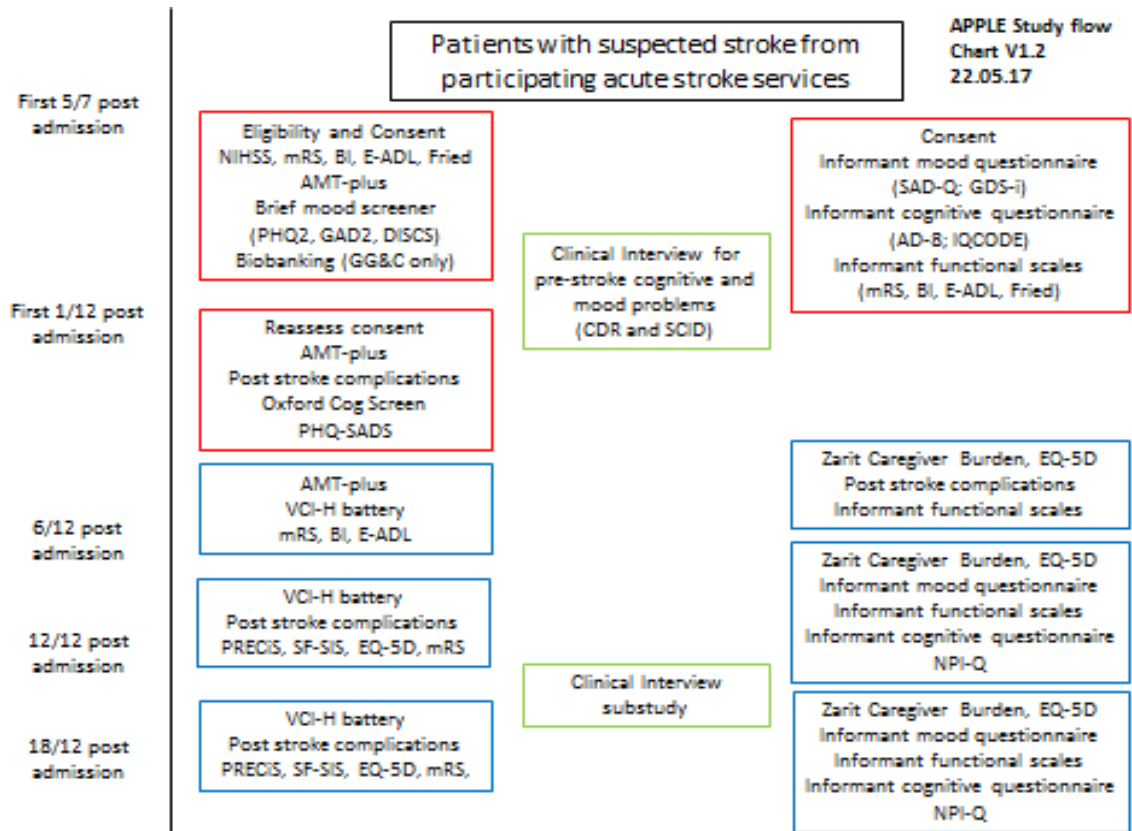 Patients with suspected stroke from
participating acute stroke services
APPLE Study flow
Chart V1.2
22.05.17
First 5/7 post
admission
Eligibility and Consent
NIHSS, mRS, BI, E-ADL, Fried
AMT-plus
Brief mood screener
(PHQ2, GAD2, DISCS)
Biobanking (GG&C only)
Consent
Informant mood questionnaire
(SAD-Q; GDS-i)
Informant cognitive questionnaire
(AD-8; IQCODE)
Informant functional scales
(mRS, BI, E-ADL, Fried)
Clinical Interview for
pre-stroke cognitive and
mood problems
(CDR and SCID)
First 1/12 post
admission
Reassess consent
AMT-plus
Post stroke complications
Oxford Cog Screen
PHQ-SADS
6/12 post
admission
AMT-plus
VCI-H battery
mRS, BI, E-ADL
Zarit Caregiver Burden, EQ-5D
Post stroke complications
Informant functional scales
12/12 post
admission
VCI-H battery
Post stroke complications
PRECiS, SF-SIS, EQ-5D, mRS
Zarit Caregiver Burden, EQ-5D
Informant mood questionnaire
Informant functional scales
Informant cognitive questionnaire
NPI-Q
Clinical Interview
substudy
18/12 post
admission
VCI-H battery
Post stroke complications
PRECiS, SF-SIS, EQ-5D, mRS,
Zarit Caregiver Burden, EQ-5D
Informant mood questionnaire
Informant functional scales
Informant cognitive questionnaire
NPI-Q